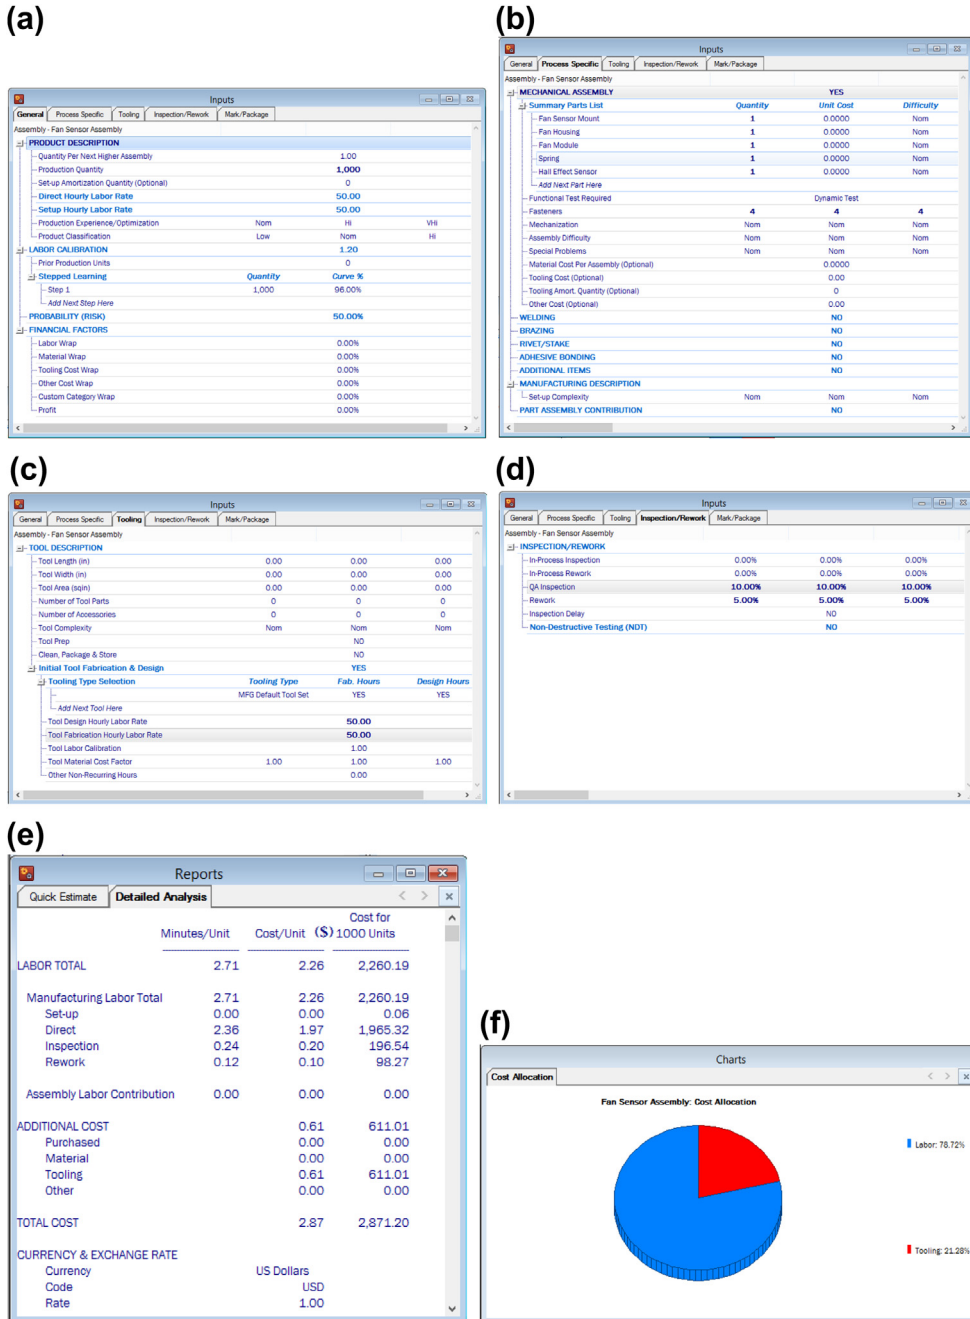 (a)
Inputs
General Process Specific Tooling Inspection/Rework Mark/Package
Assembly - Fan Sensor Assembly
PRODUCT DESCRIPTION
Quantity Per Next Higher Assembly 1.00
Production Quantity 1,000
Set-up Amortization Quantity (Optional) 0
Direct Hourly Labor Rate 50.00
Setup Hourly Labor Rate 50.00
Production Experience/Optimization Nom Hi VHi
Product Classification Low Nom Hi
LABOR CALIBRATION 1.20
Prior Production Units 0
Stepped Learning Quantity Curve %
Step 1 1,000 96.00%
Add Next Step Here
PROBABILITY (RISK) 50.00%
FINANCIAL FACTORS
Labor Wrap 0.00%
Material Wrap 0.00%
Tooling Cost Wrap 0.00%
Other Cost Wrap 0.00%
Custom Category Wrap 0.00%
Profit 0.00%
(b)
Inputs
General Process Specific Tooling Inspection/Rework Mark/Package
Assembly - Fan Sensor Assembly
MECHANICAL ASSEMBLY YES
Summary Parts List Quantity Unit Cost Difficulty
Fan Sensor Mount 1 0.0000 Nom
Fan Housing 1 0.0000 Nom
Fan Module 1 0.0000 Nom
Spring 1 0.0000 Nom
Hall Effect Sensor 1 0.0000 Nom
Add Next Part Here
Functional Test Required Dynamic Test
Fasteners 4 4 4
Mechanization Nom Nom Nom
Assembly Difficulty Nom Nom Nom
Special Problems Nom Nom Nom
Material Cost Per Assembly (Optional) 0.0000
Tooling Cost (Optional) 0.00
Tooling Amort. Quantity (Optional) 0
Other Cost (Optional) 0.00
WELDING NO
BRAZING NO
RIVET/STAKE NO
ADHESIVE BONDING NO
ADDITIONAL ITEMS NO
MANUFACTURING DESCRIPTION
Set-up Complexity Nom Nom Nom
PART ASSEMBLY CONTRIBUTION NO
(c)
Inputs
General Process Specific Tooling Inspection/Rework Mark/Package
Assembly - Fan Sensor Assembly
TOOL DESCRIPTION
Tool Length (in) 0.00 0.00 0.00
Tool Width (in) 0.00 0.00 0.00
Tool Area (sqin) 0.00 0.00 0.00
Number of Tool Parts 0 0 0
Number of Accessories 0 0 0
Tool Complexity Nom Nom Nom
Tool Prep NO
Clean, Package & Store NO
Initial Tool Fabrication & Design YES
Tooling Type Selection Tooling Type Fab. Hours Design Hours
MFG Default Tool Set YES YES
Add Next Tool Here
Tool Design Hourly Labor Rate 50.00
Tool Fabrication Hourly Labor Rate 50.00
Tool Labor Calibration 1.00
Tool Material Cost Factor 1.00 1.00 1.00
Other Non-Recurring Hours 0.00
(d)
Inputs
General Process Specific Tooling Inspection/Rework Mark/Package
Assembly - Fan Sensor Assembly
INSPECTION/REWORK
In-Process Inspection 0.00% 0.00% 0.00%
In-Process Rework 0.00% 0.00% 0.00%
QA Inspection 10.00% 10.00% 10.00%
Rework 5.00% 5.00% 5.00%
Inspection Delay NO
Non-Destructive Testing (NDT) NO
(e)
Reports
Quick Estimate Detailed Analysis
Cost for
Minutes/Unit Cost/Unit ($) 1000 Units
LABOR TOTAL 2.71 2.26 2,260.19
Manufacturing Labor Total 2.71 2.26 2,260.19
Set-up 0.00 0.00 0.06
Direct 2.36 1.97 1,965.32
Inspection 0.24 0.20 196.54
Rework 0.12 0.10 98.27
Assembly Labor Contribution 0.00 0.00 0.00
ADDITIONAL COST 0.61 611.01
Purchased 0.00 0.00
Material 0.00 0.00
Tooling 0.61 611.01
Other 0.00 0.00
TOTAL COST 2.87 2,871.20
CURRENCY & EXCHANGE RATE
Currency US Dollars
Code USD
Rate 1.00
(f)
Charts
Cost Allocation
Fan Sensor Assembly: Cost Allocation
Labor: 78.72%
Tooling: 21.28%